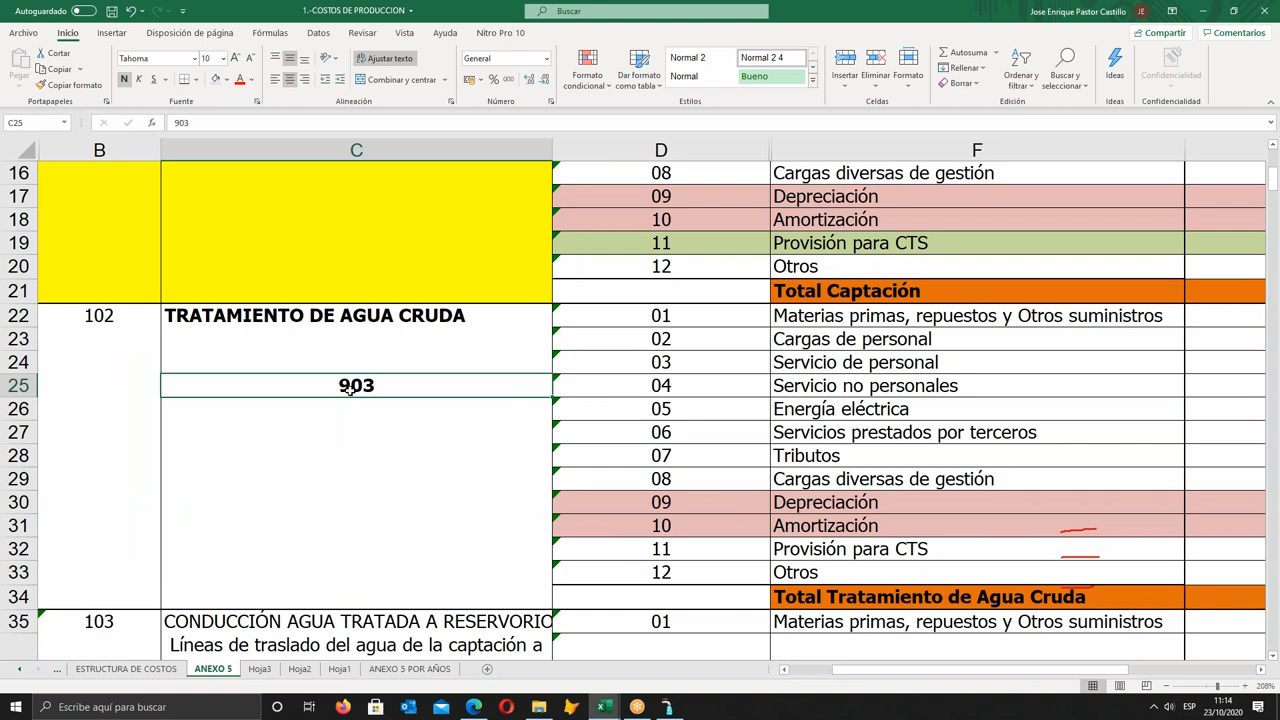 Autoguardado
1.-COSTOS DE PRODUCCION
Buscar
Jose Enrique Pastor Castillo
JE
Archivo Inicio Insertar Disposición de página Fórmulas Datos Revisar Vista Ayuda Nitro Pro 10
Compartir
Comentarios
Pegar
Cortar
Copiar
Copiar formato
Portapapeles
Tahoma
10
N K S
Fuente
Ajustar texto
Combinar y centrar
Alineación
General
% 000
Número
Formato condicional
Dar formato como tabla
Normal 2
Normal 2 4
Normal
Bueno
Estilos
Insertar
Eliminar
Formato
Celdas
Autosuma
Rellenar
Borrar
Ordenar y filtrar
Buscar y seleccionar
Edición
Ideas
Ideas
Confidencialidad
Confidencialidad
C25
fx
903
B C D F
16 08 Cargas diversas de gestión
17 09 Depreciación
18 10 Amortización
19 11 Provisión para CTS
20 12 Otros
21 Total Captación
22 102 TRATAMIENTO DE AGUA CRUDA 01 Materias primas, repuestos y Otros suministros
23 02 Cargas de personal
24 03 Servicio de personal
25 903 04 Servicio no personales
26 05 Energía eléctrica
27 06 Servicios prestados por terceros
28 07 Tributos
29 08 Cargas diversas de gestión
30 09 Depreciación
31 10 Amortización
32 11 Provisión para CTS
33 12 Otros
34 Total Tratamiento de Agua Cruda
35 103 CONDUCCIÓN AGUA TRATADA A RESERVORIO 01 Materias primas, repuestos y Otros suministros
Líneas de traslado del agua de la captación a
... ESTRUCTURA DE COSTOS ANEXO 5 Hoja3 Hoja2 Hoja1 ANEXO 5 POR AÑOS
208%
Escribe aquí para buscar
ESP
11:14
23/10/2020